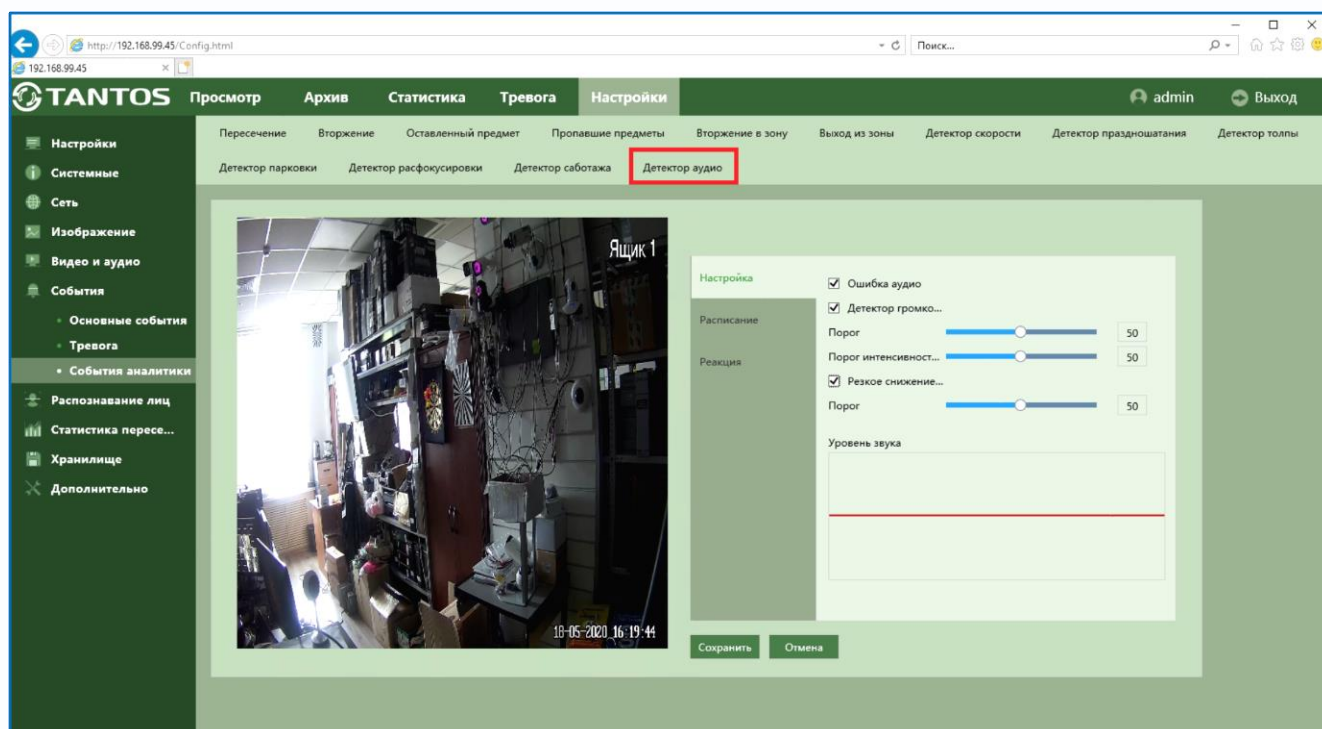 http://192.168.99.45/Config.html
Поиск...
192.168.99.45
TANTOS
Просмотр Архив Статистика Тревога Настройки
admin Выход
Пересечение Вторжение Оставленный предмет Пропавшие предметы Вторжение в зону Выход из зоны Детектор скорости Детектор праздношатания Детектор толпы
Детектор парковки Детектор расфокусировки Детектор саботажа Детектор аудио
Настройки
Системные
Сеть
Изображение
Видео и аудио
События
Основные события
Тревога
События аналитики
Распознавание лиц
Статистика пересе...
Хранилище
Дополнительно
Ящик 1
18-05-2020 16:19:44
Настройка
Расписание
Реакция
Ошибка аудио
Детектор громко...
Порог 50
Порог интенсивност... 50
Резкое снижение...
Порог 50
Уровень звука
Сохранить Отмена